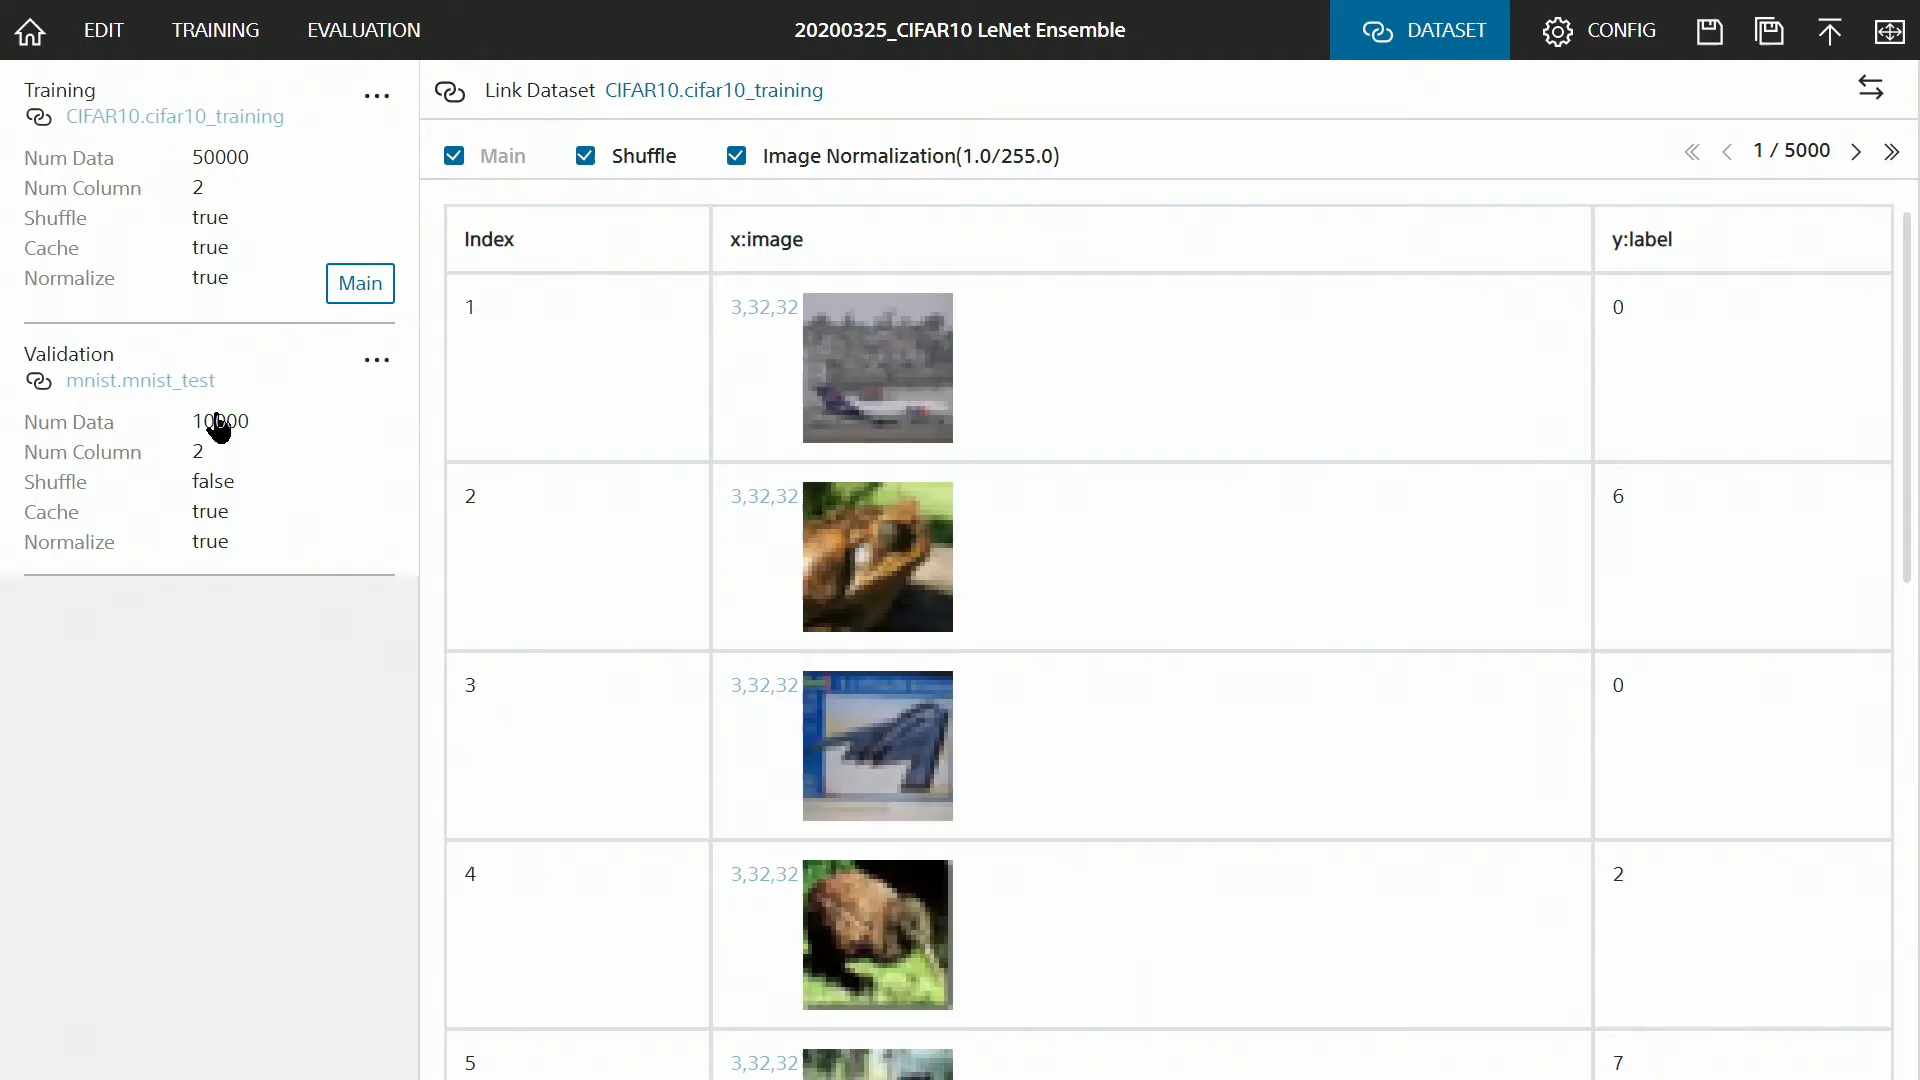 EDIT TRAINING EVALUATION 20200325_CIFAR10 LeNet Ensemble DATASET CONFIG
Training
CIFAR10.cifar10_training
Num Data 50000
Num Column 2
Shuffle true
Cache true
Normalize true
Main
Validation
mnist.mnist_test
Num Data 10000
Num Column 2
Shuffle false
Cache true
Normalize true
Link Dataset CIFAR10.cifar10_training
Main Shuffle Image Normalization(1.0/255.0) 1 / 5000
Index x:image y:label
1 3,32,32 0
2 3,32,32 6
3 3,32,32 0
4 3,32,32 2
5 3,32,32 7